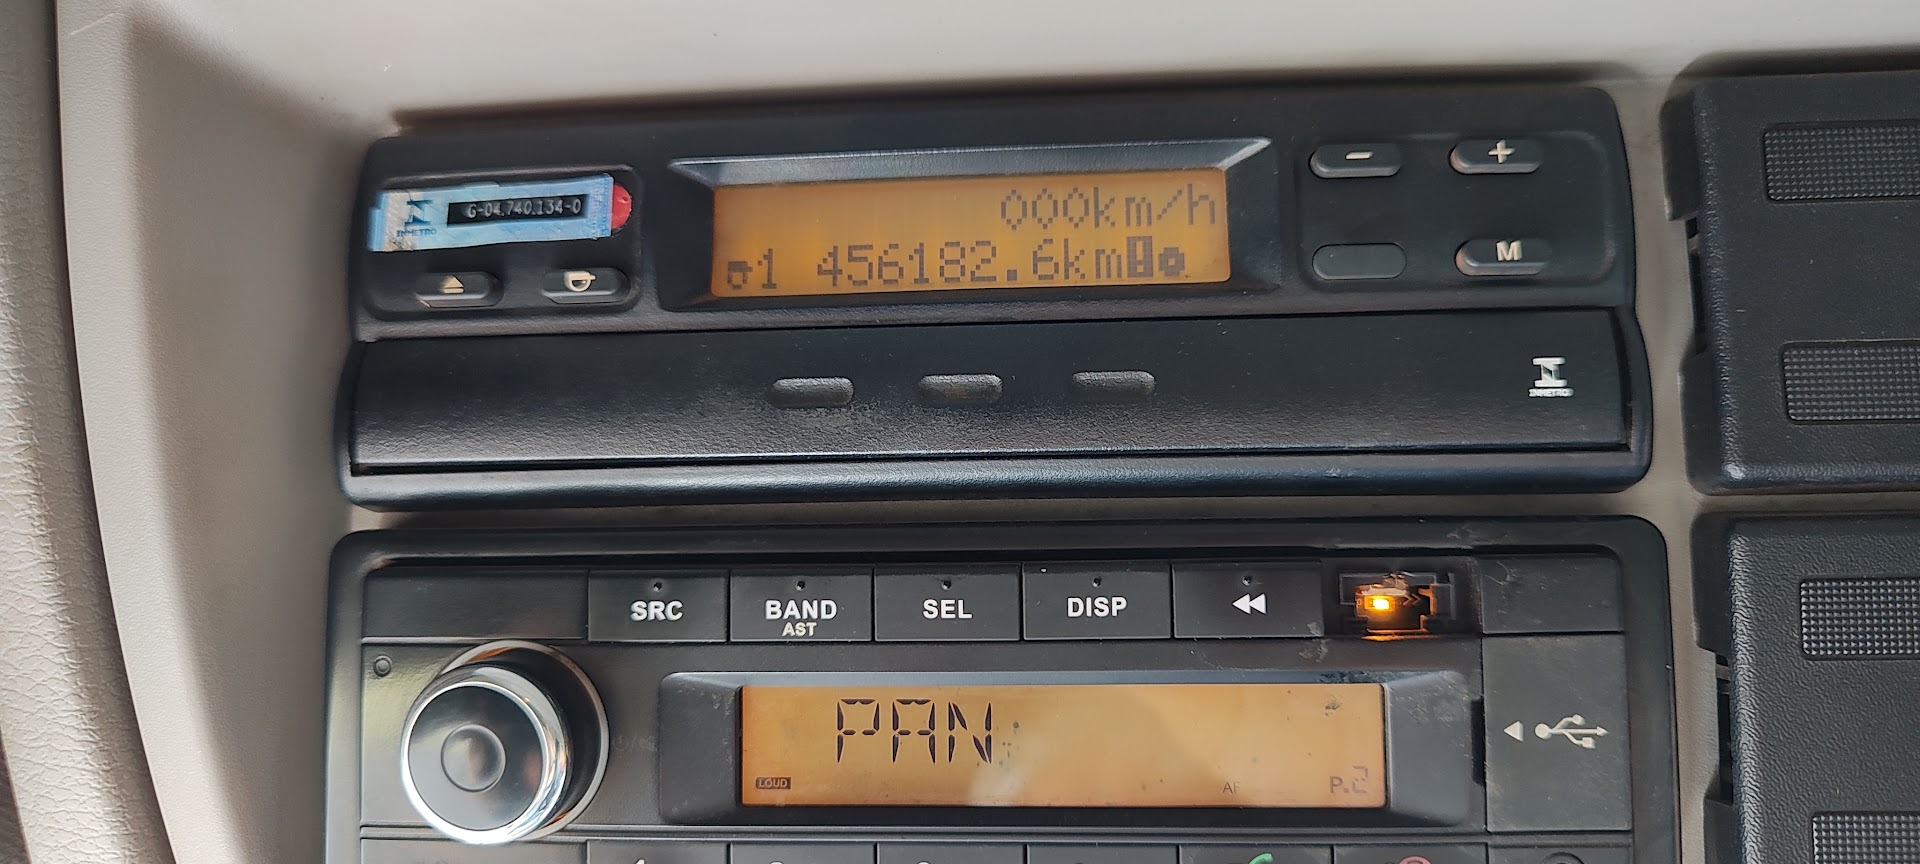 INMETRO
G-04.740.134-0
000km/h
1 456182.6km
-
+
M
INMETRO
SRC
BAND
AST
SEL
DISP
PAN
LOUD
AF
P.2